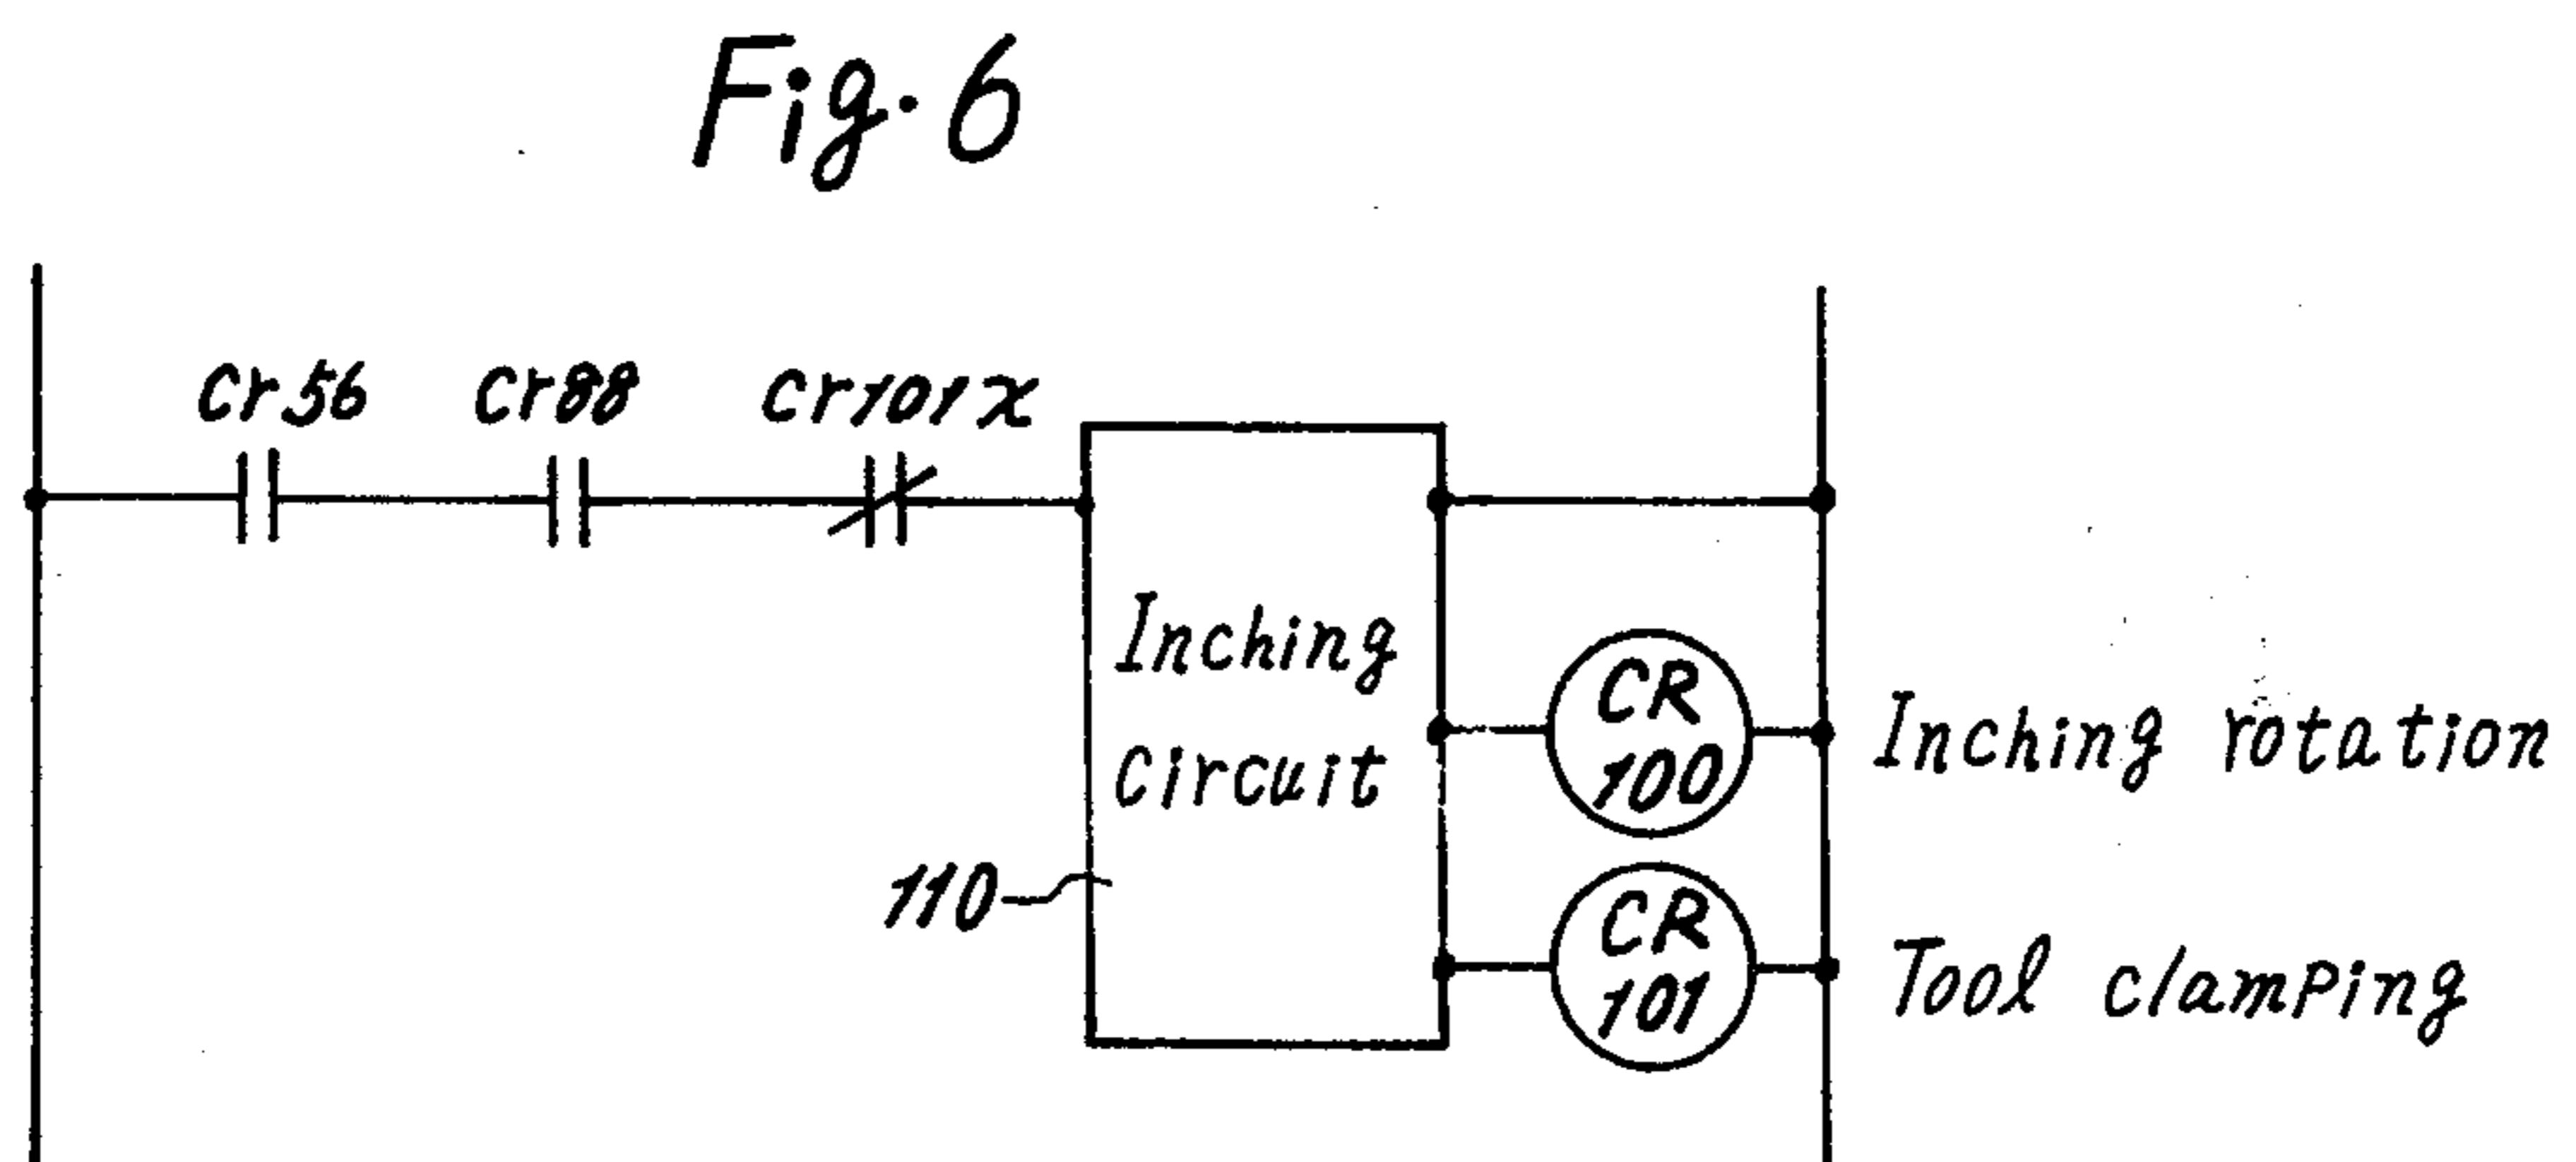 Fig. 6
cr56 cr88 cr101x
Inching
circuit
110
CR
100
Inching rotation
CR
101
Tool clamping